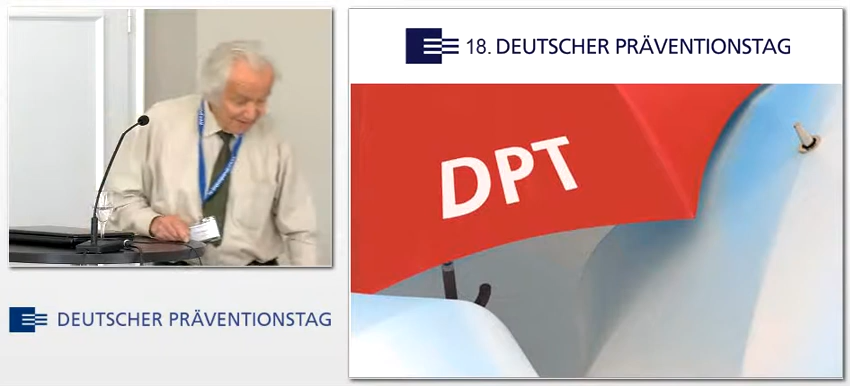 18. DEUTSCHER PRÄVENTIONSTAG
DPT
DEUTSCHER PRÄVENTIONSTAG